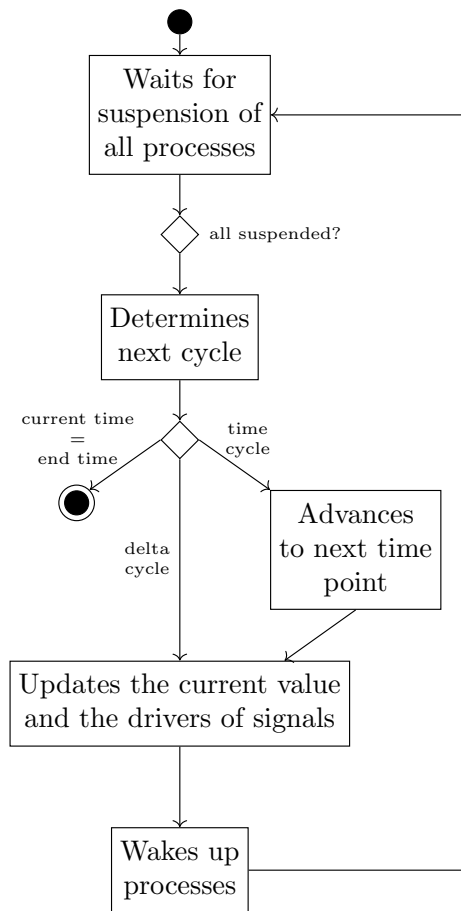 Waits for
suspension of
all processes
all suspended?
Determines
next cycle
current time
=
end time
time
cycle
Advances
to next time
point
delta
cycle
Updates the current value
and the drivers of signals
Wakes up
processes